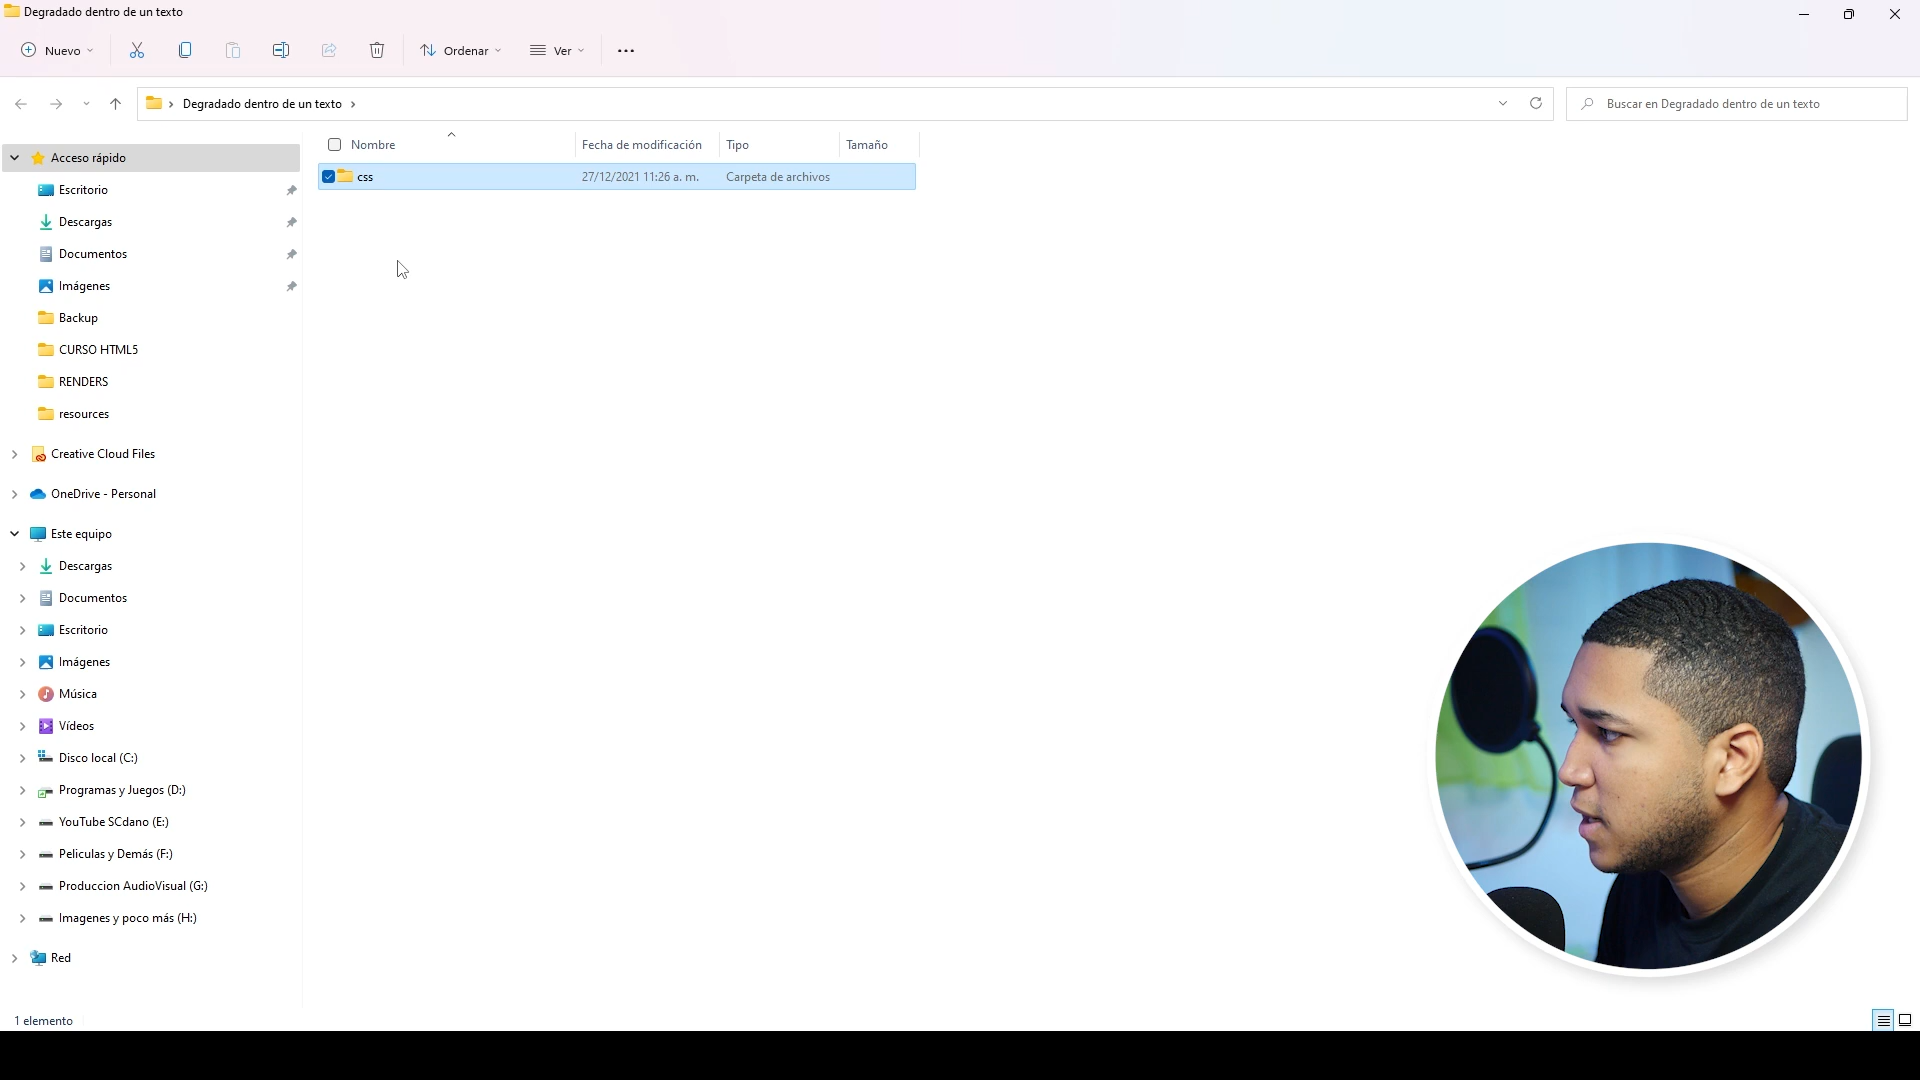 Degradado dentro de un texto
Nuevo
Ordenar
Ver
Degradado dentro de un texto
Buscar en Degradado dentro de un texto
Nombre
Fecha de modificación
Tipo
Tamaño
css
27/12/2021 11:26 a. m.
Carpeta de archivos
Acceso rápido
Escritorio
Descargas
Documentos
Imágenes
Backup
CURSO HTML5
RENDERS
resources
Creative Cloud Files
OneDrive - Personal
Este equipo
Descargas
Documentos
Escritorio
Imágenes
Música
Vídeos
Disco local (C:)
Programas y Juegos (D:)
YouTube SCdano (E:)
Peliculas y Demás (F:)
Produccion AudioVisual (G:)
Imagenes y poco más (H:)
Red
1 elemento